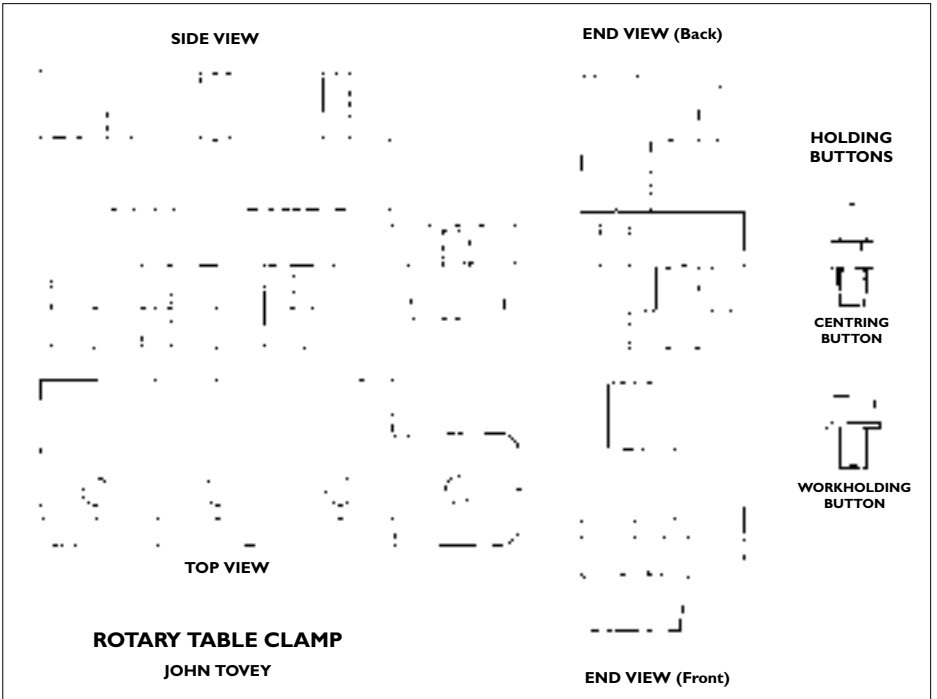 SIDE VIEW
END VIEW (Back)
HOLDING
BUTTONS
CENTRING
BUTTON
WORKHOLDING
BUTTON
TOP VIEW
ROTARY TABLE CLAMP
JOHN TOVEY
END VIEW (Front)